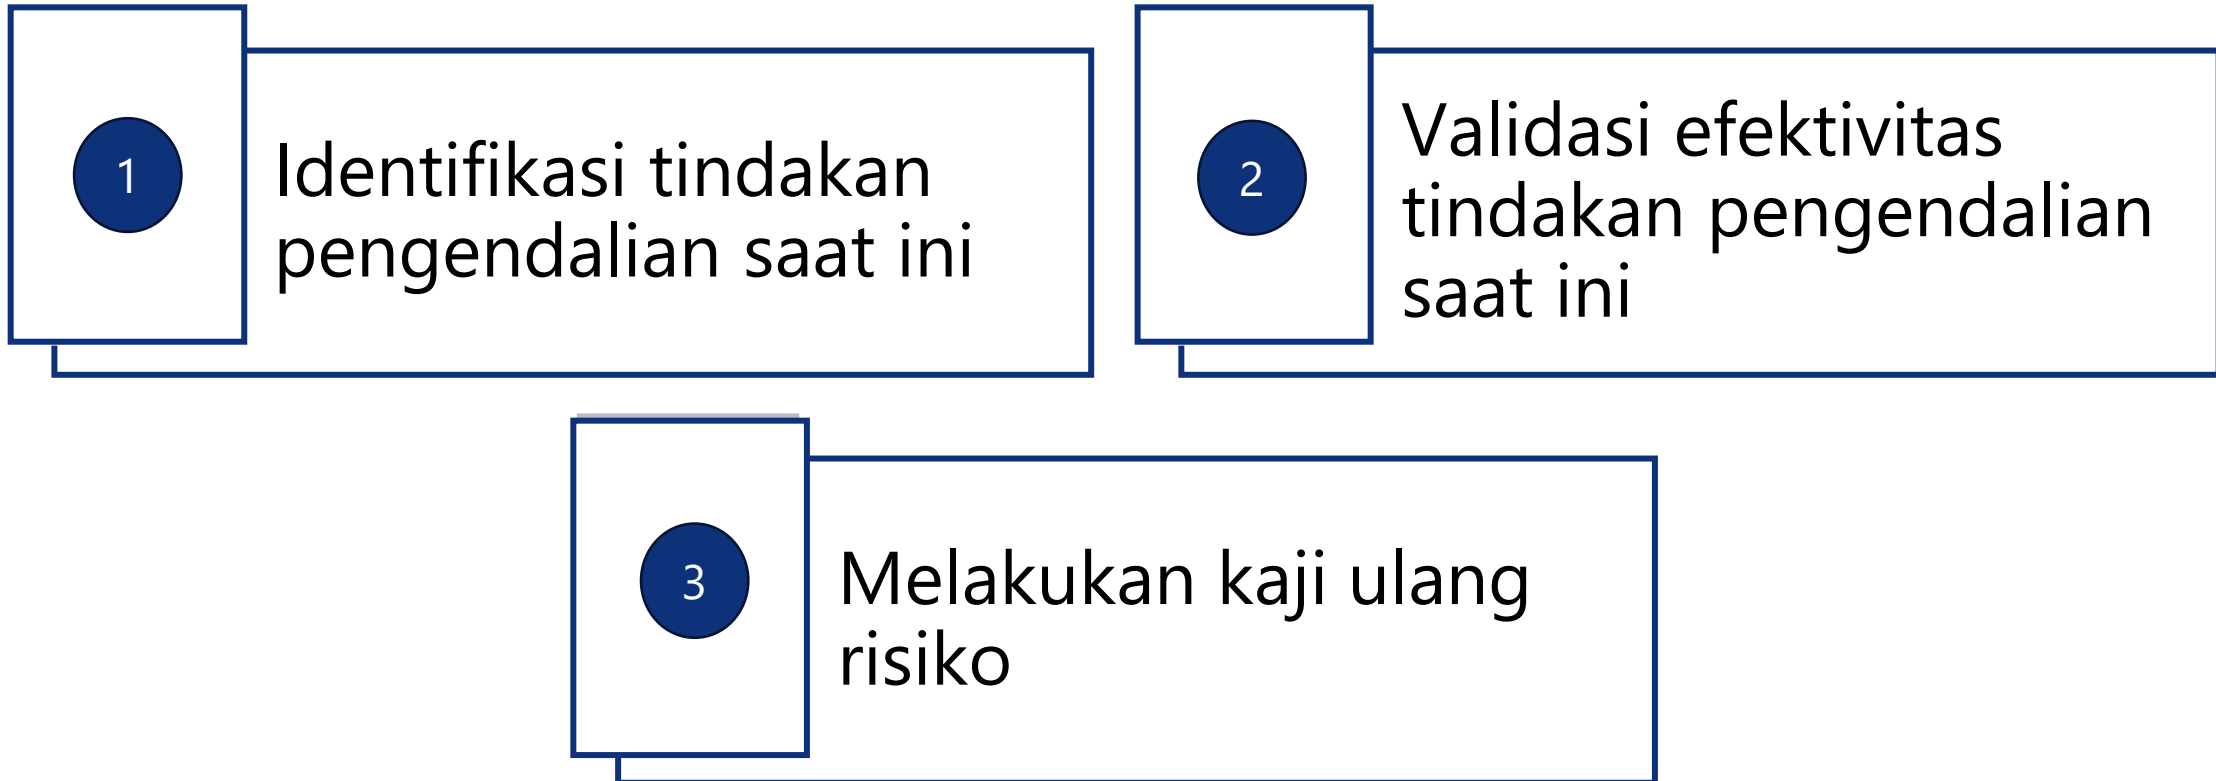 1
Identifikasi tindakan
pengendalian saat ini
2
Validasi efektivitas
tindakan pengendalian
saat ini
3
Melakukan kaji ulang
risiko